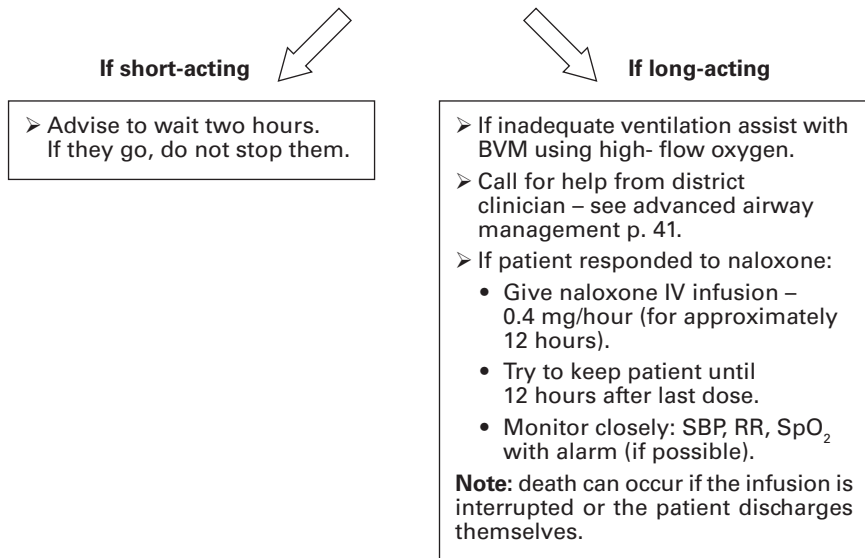 If short-acting
➢ Advise to wait two hours.
If they go, do not stop them.
If long-acting
➢ If inadequate ventilation assist with
BVM using high- flow oxygen.
➢ Call for help from district
clinician – see advanced airway
management p. 41.
➢ If patient responded to naloxone:
• Give naloxone IV infusion –
0.4 mg/hour (for approximately
12 hours).
• Try to keep patient until
12 hours after last dose.
• Monitor closely: SBP, RR, SpO₂
with alarm (if possible).
Note: death can occur if the infusion is
interrupted or the patient discharges
themselves.